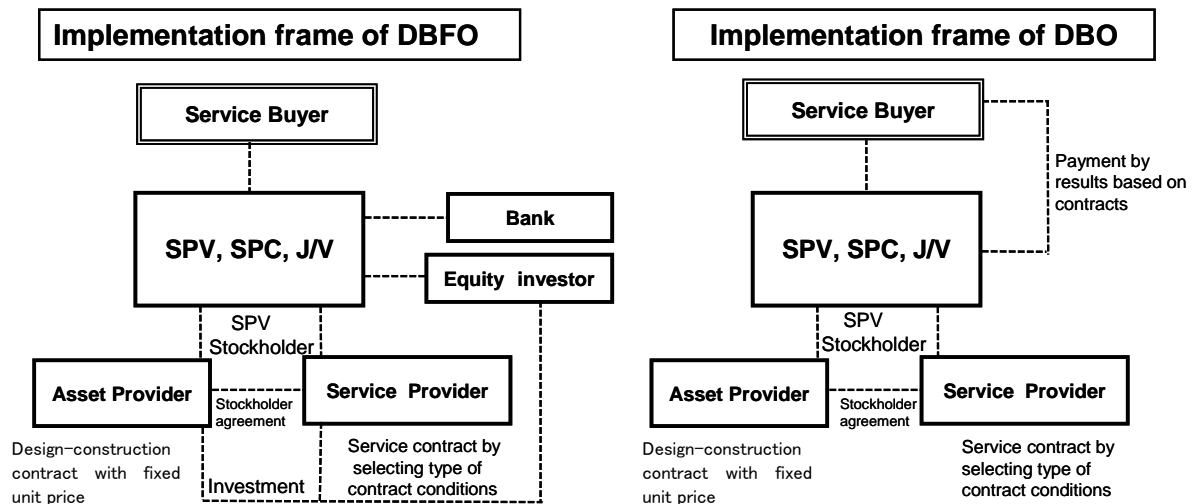 Implementation frame of DBFO
Service Buyer
SPV, SPC, J/V
Bank
Equity investor
SPV
Stockholder
Asset Provider
Stockholder
agreement
Service Provider
Design-construction
contract with fixed
unit price
Investment
Service contract by
selecting type of
contract conditions
Implementation frame of DBO
Service Buyer
Payment by
results based on
contracts
SPV, SPC, J/V
SPV
Stockholder
Asset Provider
Stockholder
agreement
Service Provider
Design-construction
contract with fixed
unit price
Service contract by
selecting type of
contract conditions